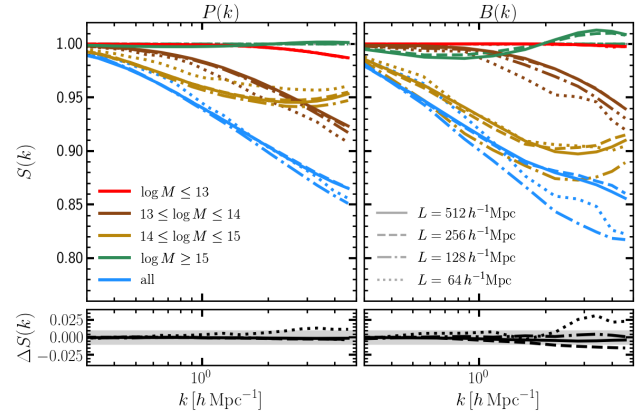 P(k)
B(k)
S(k)
1.00
0.95
0.90
0.85
0.80
log M ≤ 13
13 ≤ log M ≤ 14
14 ≤ log M ≤ 15
log M ≥ 15
all
L = 512 h⁻¹Mpc
L = 256 h⁻¹Mpc
L = 128 h⁻¹Mpc
L = 64 h⁻¹Mpc
ΔS(k)
0.025
0.000
−0.025
10⁰
10⁰
k [h Mpc⁻¹]
k [h Mpc⁻¹]